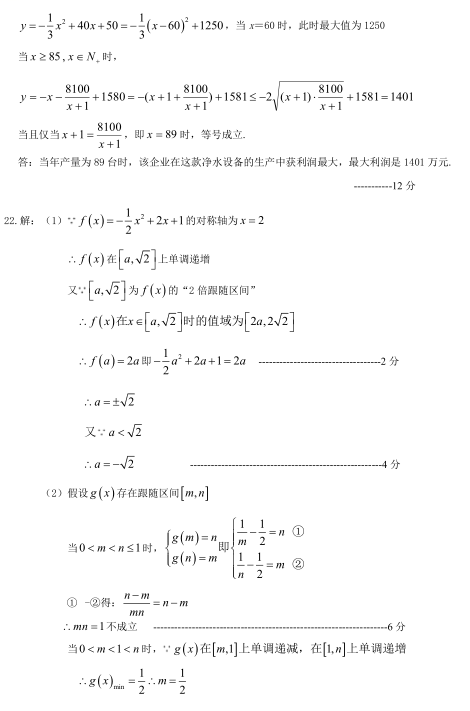 y = -1/3 x² + 40x + 50 = -1/3 (x - 60)² + 1250，当 x＝60 时，此时最大值为 1250
当 x ≥ 85 , x ∈ N₊ 时，
y = -x - 8100/(x+1) + 1580 = -(x + 1 + 8100/(x+1)) + 1581 ≤ -2√((x+1)·8100/(x+1)) + 1581 = 1401
当且仅当 x + 1 = 8100/(x+1)，即 x = 89 时，等号成立.
答：当年产量为 89 台时，该企业在这款净水设备的生产中获利润最大，最大利润是 1401 万元.
-----------12 分
22.解：（1）∵ f(x) = -1/2 x² + 2x + 1 的对称轴为 x = 2
∴ f(x) 在 [a, √2] 上单调递增
又∵ [a, √2] 为 f(x) 的“2 倍跟随区间”
∴ f(x)在x ∈ [a, √2]时的值域为[2a, 2√2]
∴ f(a) = 2a 即 -1/2 a² + 2a + 1 = 2a -----------------------------------2 分
∴ a = ±√2
又∵ a < √2
∴ a = -√2 -------------------------------------------------------4 分
（2）假设 g(x) 存在跟随区间 [m, n]
当 0 < m < n ≤ 1 时，{g(m) = n g(n) = m 即 {1/m - 1/2 = n ① 1/n - 1/2 = m ②
① -②得：(n-m)/mn = n - m
∴ mn = 1 不成立 -------------------------------------------------------------------6 分
当 0 < m < 1 < n 时，∵ g(x)在[m,1]上单调递减，在[1,n]上单调递增
∴ g(x)min = 1/2 ∴ m = 1/2